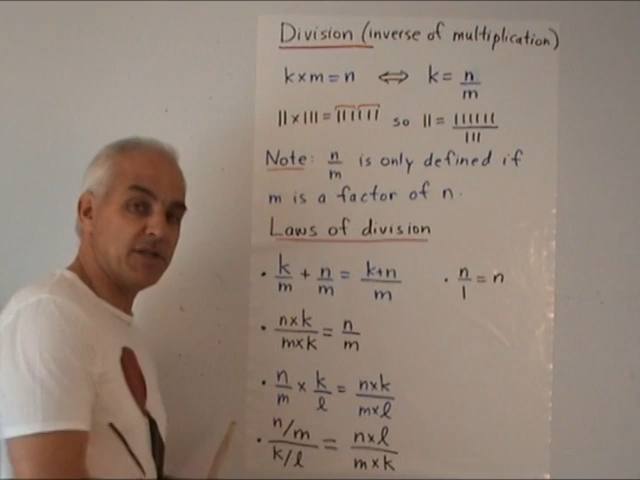 Division (inverse of multiplication)
k×m=n ⟺ k = n/m
||×|||=|||||| so || = ||||||/|||
Note: n/m is only defined if
m is a factor of n.
Laws of division
· k/m + n/m = k+n/m · n/1 = n
· n×k/m×k = n/m
· n/m × k/l = n×k/m×l
· n/m/k/l = n×l/m×k